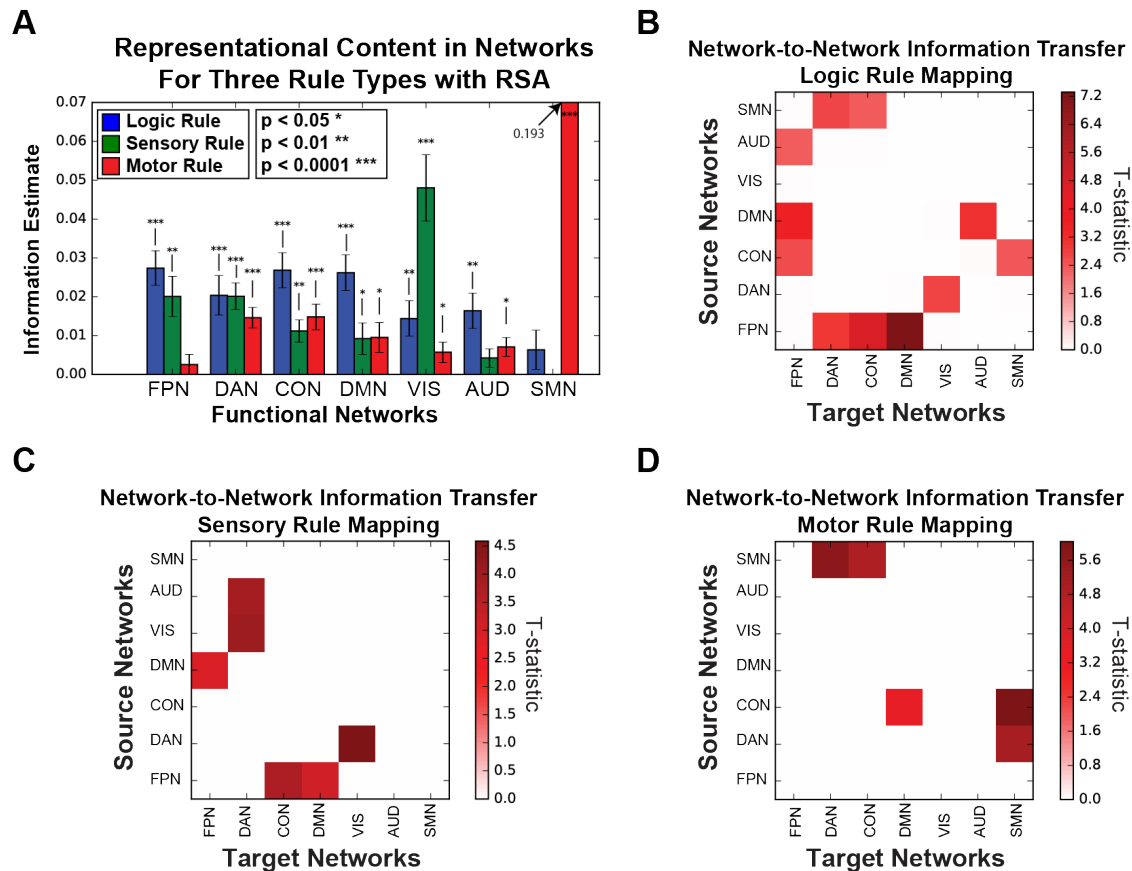 A
Representational Content in Networks
For Three Rule Types with RSA
Information Estimate
0.07
0.06
0.05
0.04
0.03
0.02
0.01
0.00
Logic Rule
Sensory Rule
Motor Rule
p < 0.05 *
p < 0.01 **
p < 0.0001 ***
0.193
***
*** **
*** *** ***
*** ** ***
*** * *
** *** *
** *
FPN DAN CON DMN VIS AUD SMN
Functional Networks
B
Network-to-Network Information Transfer
Logic Rule Mapping
Source Networks
SMN
AUD
VIS
DMN
CON
DAN
FPN
FPN DAN CON DMN VIS AUD SMN
Target Networks
7.2
6.4
5.6
4.8
4.0
3.2
2.4
1.6
0.8
0.0
T-statistic
C
Network-to-Network Information Transfer
Sensory Rule Mapping
Source Networks
SMN
AUD
VIS
DMN
CON
DAN
FPN
FPN DAN CON DMN VIS AUD SMN
Target Networks
4.5
4.0
3.5
3.0
2.5
2.0
1.5
1.0
0.5
0.0
T-statistic
D
Network-to-Network Information Transfer
Motor Rule Mapping
Source Networks
SMN
AUD
VIS
DMN
CON
DAN
FPN
FPN DAN CON DMN VIS AUD SMN
Target Networks
5.6
4.8
4.0
3.2
2.4
1.6
0.8
0.0
T-statistic